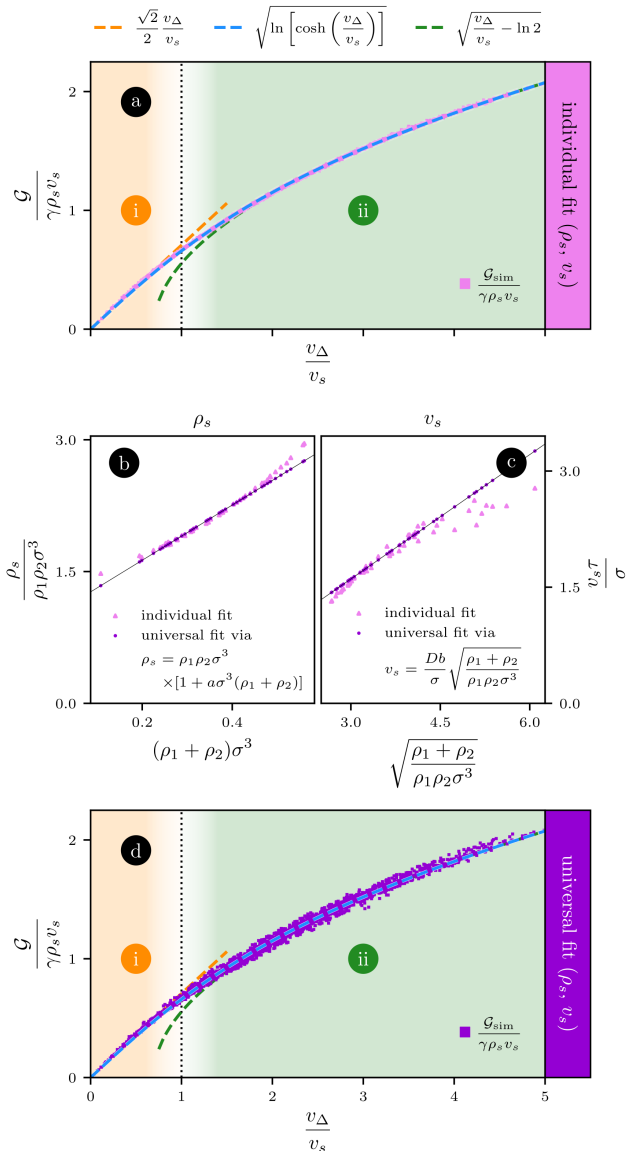 √2/2 v_Δ/v_s
√(ln [cosh (v_Δ/v_s)])
√(v_Δ/v_s − ln 2)
a
2
1
0
𝒢/(γρ_s v_s)
i
ii
𝒢_sim/(γρ_s v_s)
individual fit (ρ_s, v_s)
v_Δ/v_s
ρ_s
v_s
b
3.0
1.5
0.0
ρ_s/(ρ_1ρ_2σ^3)
individual fit
universal fit via
ρ_s = ρ_1ρ_2σ^3
×[1 + aσ^3(ρ_1 + ρ_2)]
0.2
0.4
(ρ_1 + ρ_2)σ^3
c
individual fit
universal fit via
v_s = Db/σ √((ρ_1 + ρ_2)/(ρ_1ρ_2σ^3))
3.0
1.5
0.0
v_sτ/σ
3.0
4.5
6.0
√((ρ_1 + ρ_2)/(ρ_1ρ_2σ^3))
d
2
1
0
𝒢/(γρ_s v_s)
i
ii
𝒢_sim/(γρ_s v_s)
universal fit (ρ_s, v_s)
0 1 2 3 4 5
v_Δ/v_s